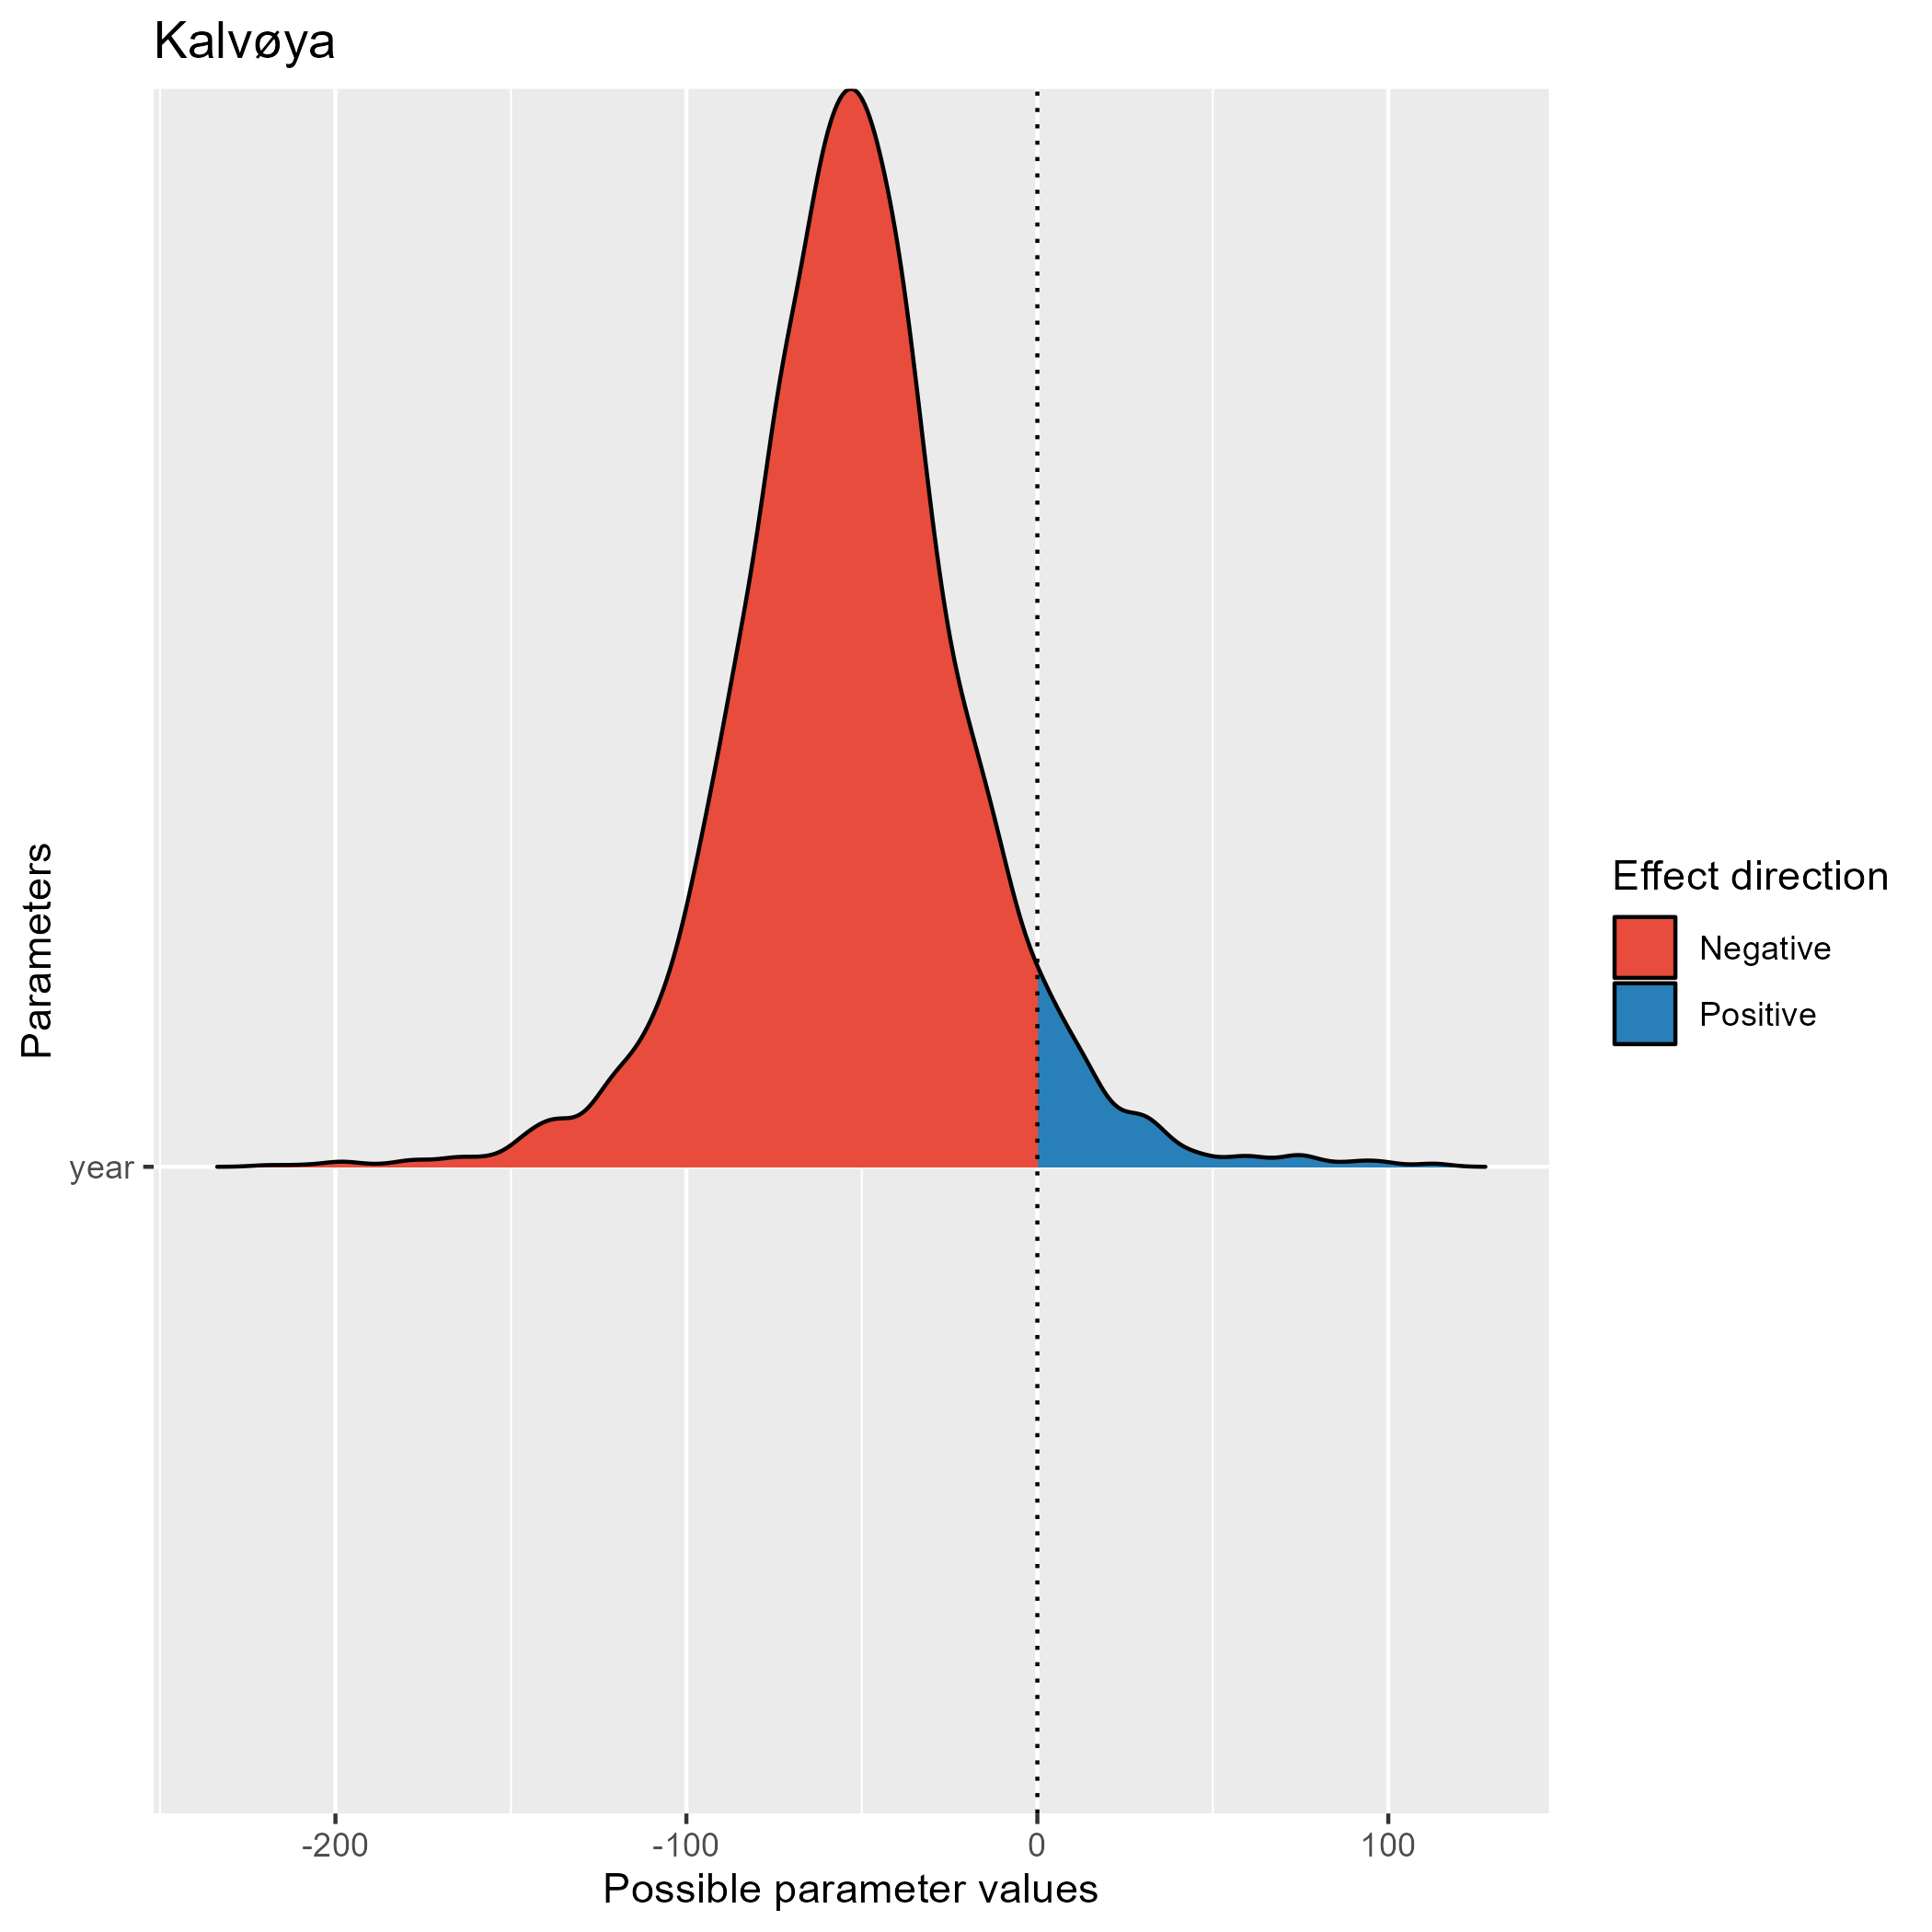 Kalvøya
Parameters
year
Effect direction
Negative
Positive
-200 -100 0 100
Possible parameter values